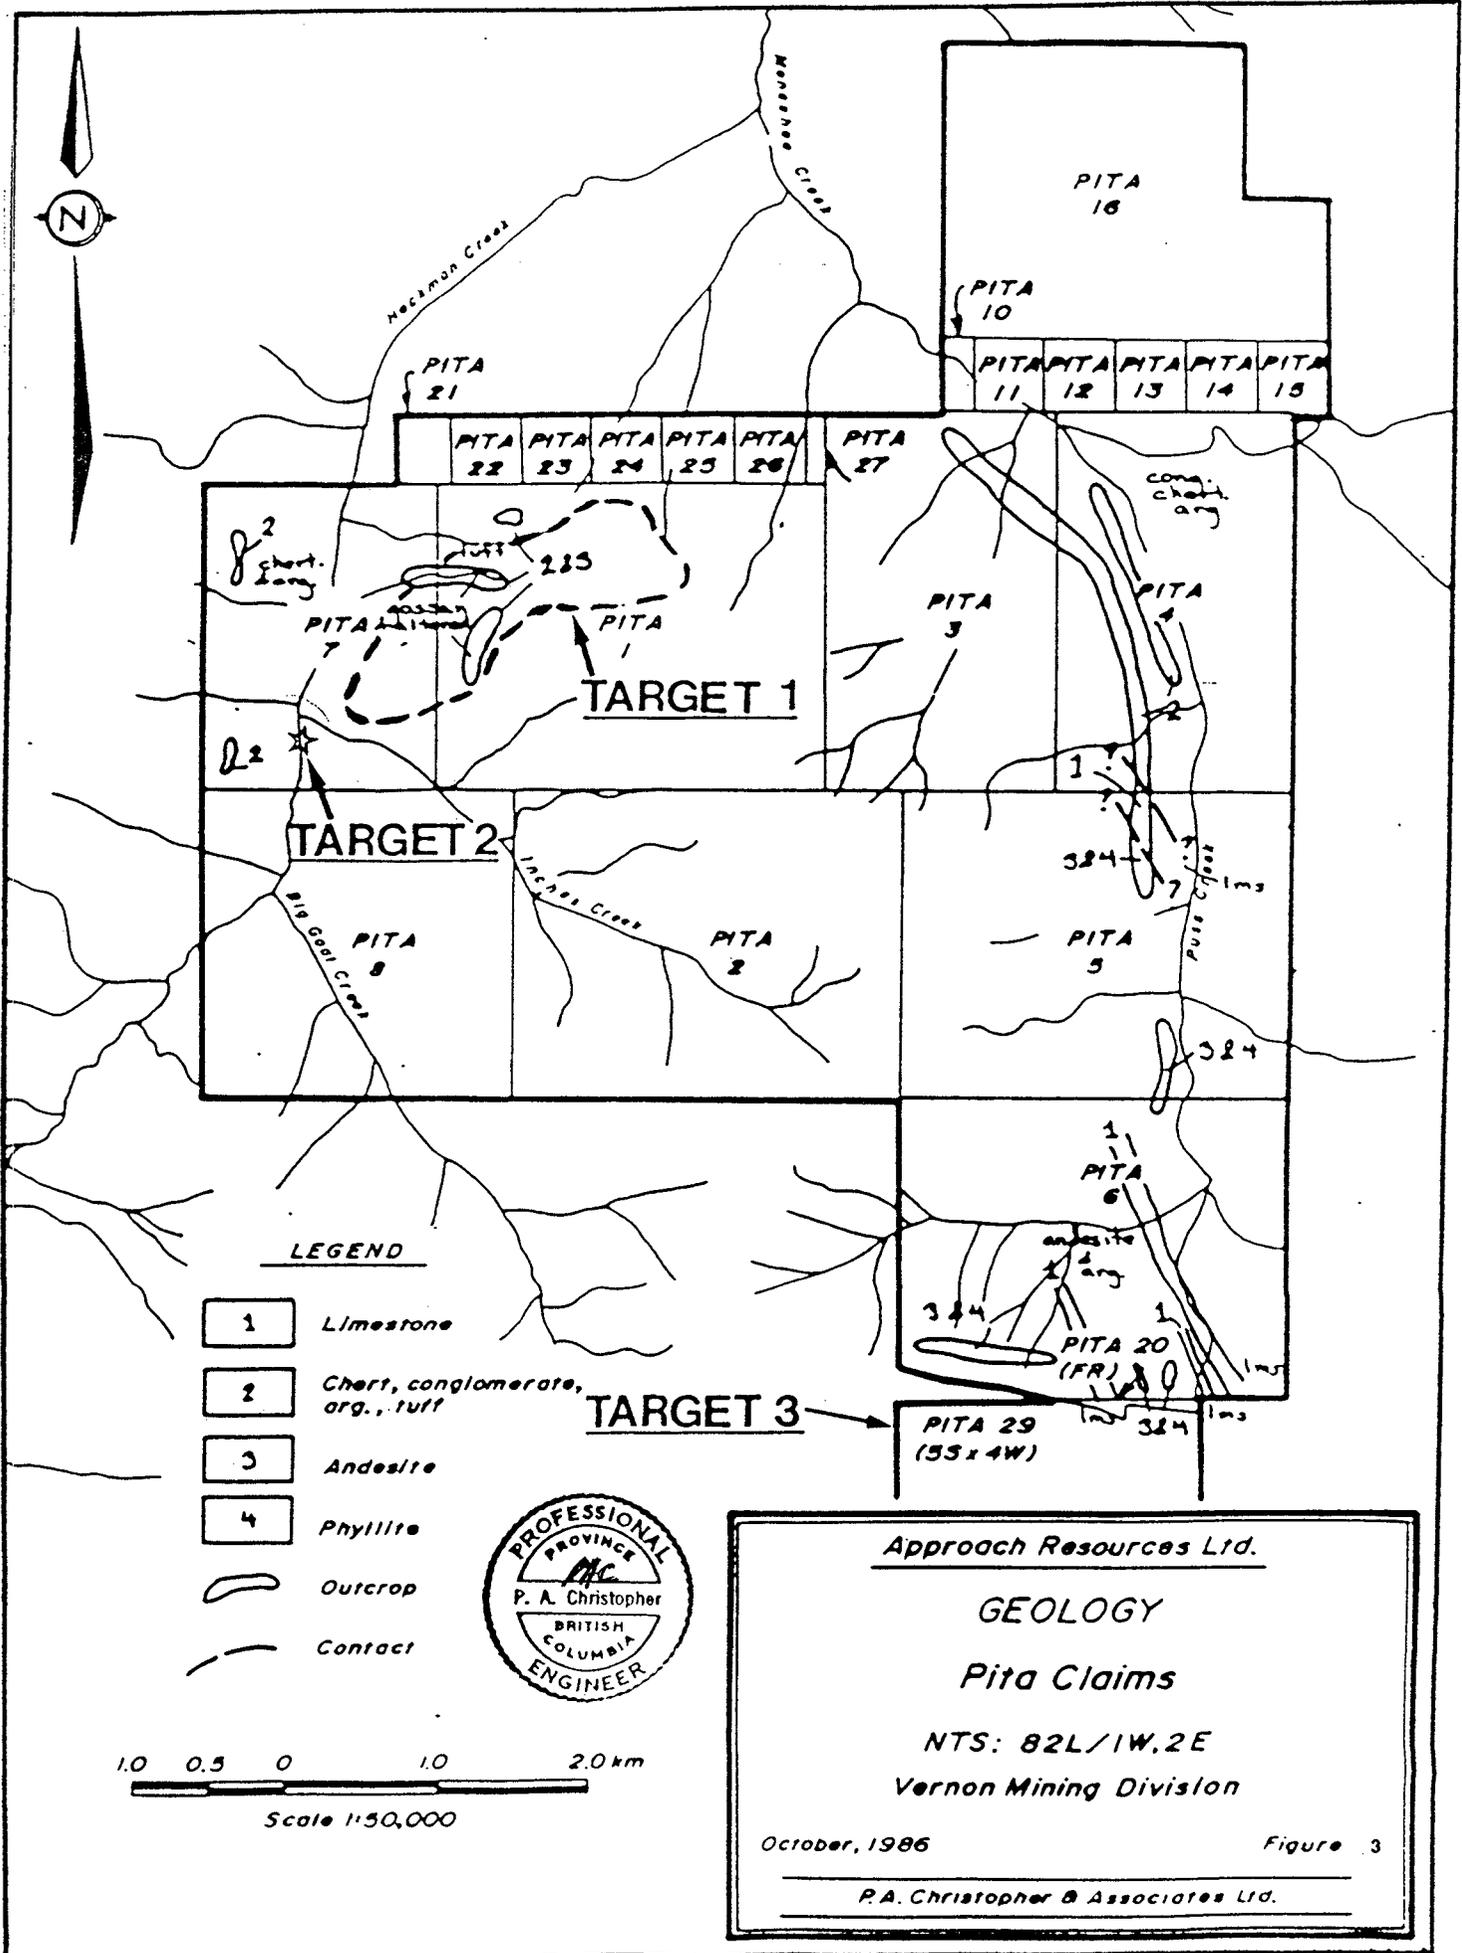 Monashee Creek
Heckman Creek
PITA
16
PITA
10
PITA
11
PITA
12
PITA
13
PITA
14
PITA
15
PITA
21
PITA
22
PITA
23
PITA
24
PITA
25
PITA
26
PITA
27
cong.
chert.
arg
2
chert.
& arg.
tuff
2&3
gossan
PITA
7
PITA
1
PITA
3
PITA
4
TARGET 1
2
2
1
?
?
TARGET 2
3&4
?
?
lms
Puss Creek
Inches Creek
Big Goat Creek
PITA
8
PITA
2
PITA
5
3&4
1
PITA
6
andesite
&
arg
1
3&4
1
PITA 20
(FR)
lms
TARGET 3
PITA 29
(5S x 4W)
lms
3&4
lms
LEGEND
1 Limestone
2 Chert, conglomerate,
arg., tuff
3 Andesite
4 Phyllite
Outcrop
Contact
PROFESSIONAL
PROVINCE
P. A. Christopher
BRITISH
COLUMBIA
ENGINEER
1.0 0.5 0 1.0 2.0 km
Scale 1:50,000
Approach Resources Ltd.
GEOLOGY
Pita Claims
NTS: 82L/1W,2E
Vernon Mining Division
October, 1986 Figure 3
P.A. Christopher & Associates Ltd.
N